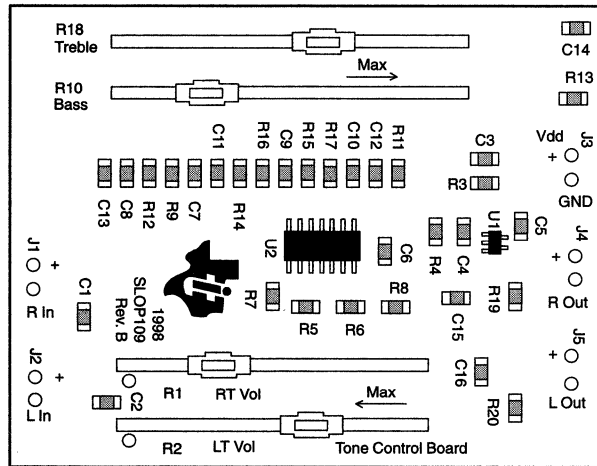 R18
Treble
C14
Max
R13
R10
Bass
C11
R16
C9
R15
R17
C10
C12
R11
C3
Vdd
J3
+
R3
GND
C13
C8
R12
R9
C7
R14
U2
C6
R4
C4
U1
C5
J4
+
J1
+
R In
C1
1998
SLOP109
Rev. B
R7
R5
R6
R8
C15
R19
R Out
J2
+
L In
C2
R1
RT Vol
Max
C16
J5
+
R20
L Out
R2
LT Vol
Tone Control Board